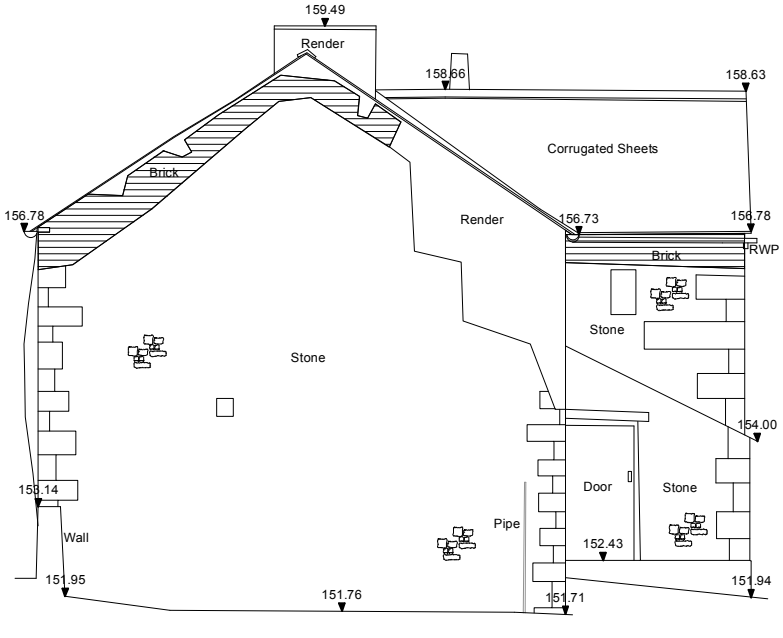 159.49
Render
158.66
158.63
Corrugated Sheets
Brick
156.78
Render
156.73
156.78
RWP
Brick
Stone
Stone
154.00
153.14
Door
Stone
Pipe
Wall
152.43
151.95
151.76
151.71
151.94